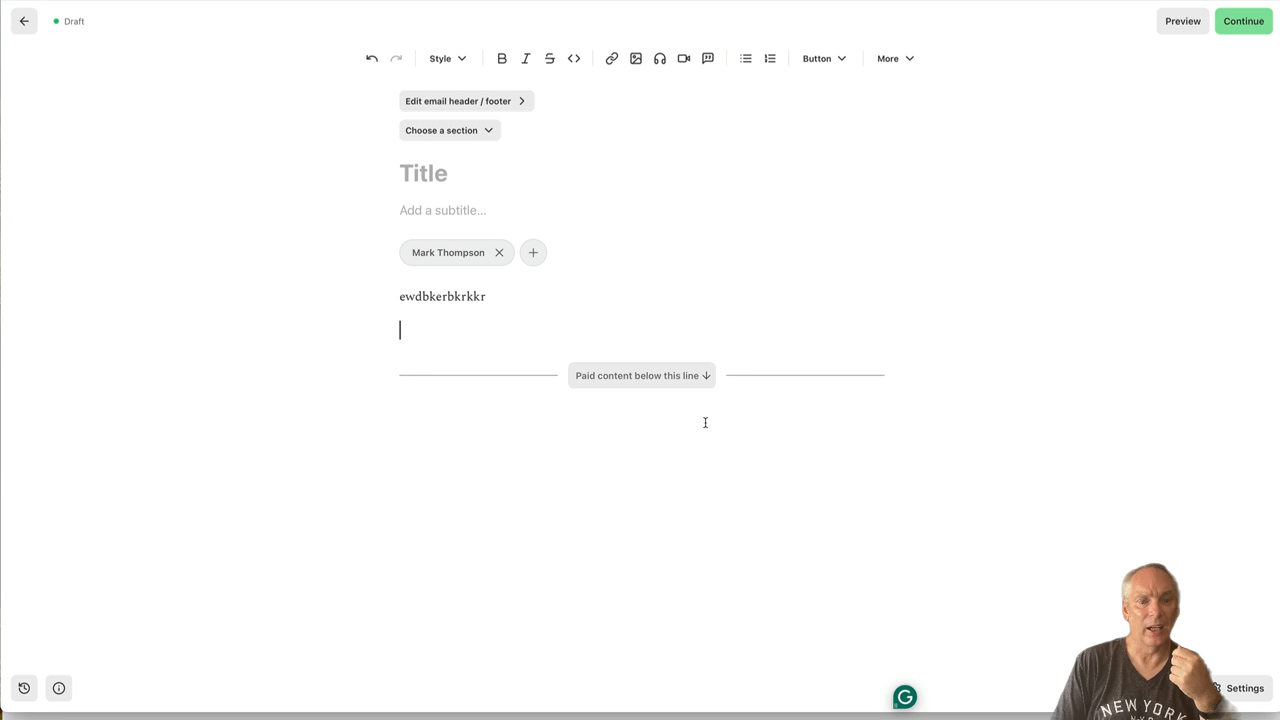 Draft
Preview
Continue
Style
Button
More
Edit email header / footer
Choose a section
Title
Add a subtitle...
Mark Thompson
ewdbkerbkrkkr
Paid content below this line
Settings
NEW YORK